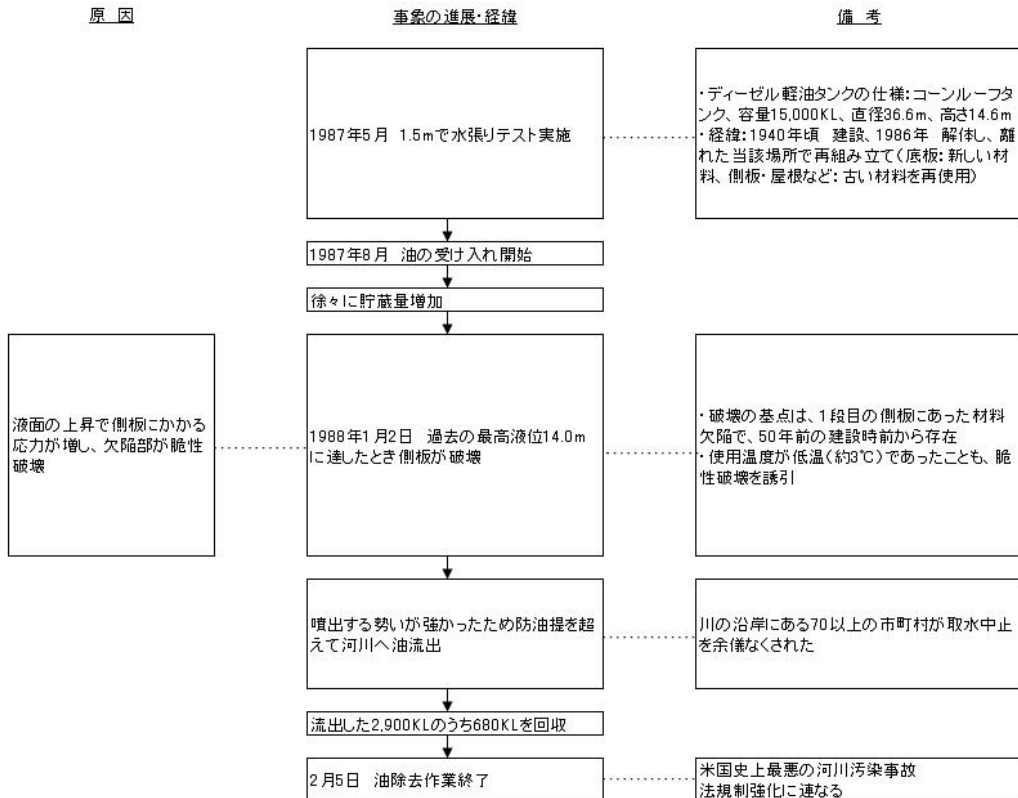 原 因
事象の進展・経緯
備 考
1987年5月 1.5mで水張りテスト実施
・ディーゼル軽油タンクの仕様:コーンルーフタ
ンク、容量15,000KL、直径36.6m、高さ14.6m
・経緯:1940年頃 建設、1986年 解体し、離
れた当該場所で再組み立て(底板:新しい材
料、側板・屋根など:古い材料を再使用)
1987年8月 油の受け入れ開始
徐々に貯蔵量増加
液面の上昇で側板にかかる
応力が増し、欠陥部が脆性
破壊
1988年1月2日 過去の最高液位14.0m
に達したとき側板が破壊
・破壊の基点は、1段目の側板にあった材料
欠陥で、50年前の建設時前から存在
・使用温度が低温(約3℃)であったことも、脆
性破壊を誘引
噴出する勢いが強かったため防油提を超
えて河川へ油流出
川の沿岸にある70以上の市町村が取水中止
を余儀なくされた
流出した2,900KLのうち680KLを回収
2月5日 油除去作業終了
米国史上最悪の河川汚染事故
法規制強化に連なる